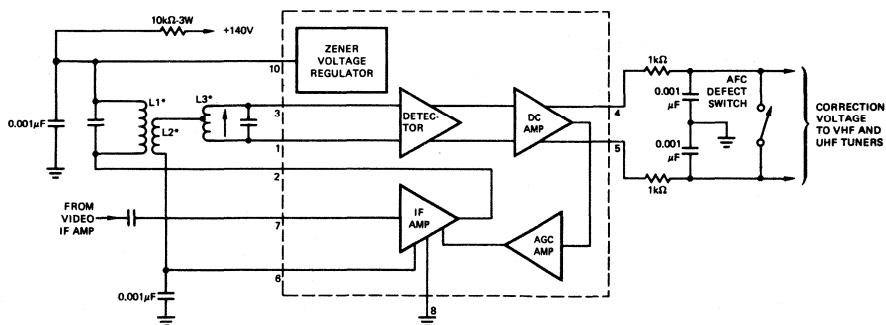 10kΩ-3W
+140V
ZENER
VOLTAGE
REGULATOR
10
L1*
L2*
L3*
0.001μF
3
1
2
DETEC-
TOR
DC
AMP
4
5
1kΩ
0.001
μF
AFC
DEFECT
SWITCH
0.001
μF
1kΩ
CORRECTION
VOLTAGE
TO VHF AND
UHF TUNERS
FROM
VIDEO
IF AMP
7
IF
AMP
AGC
AMP
6
0.001μF
8